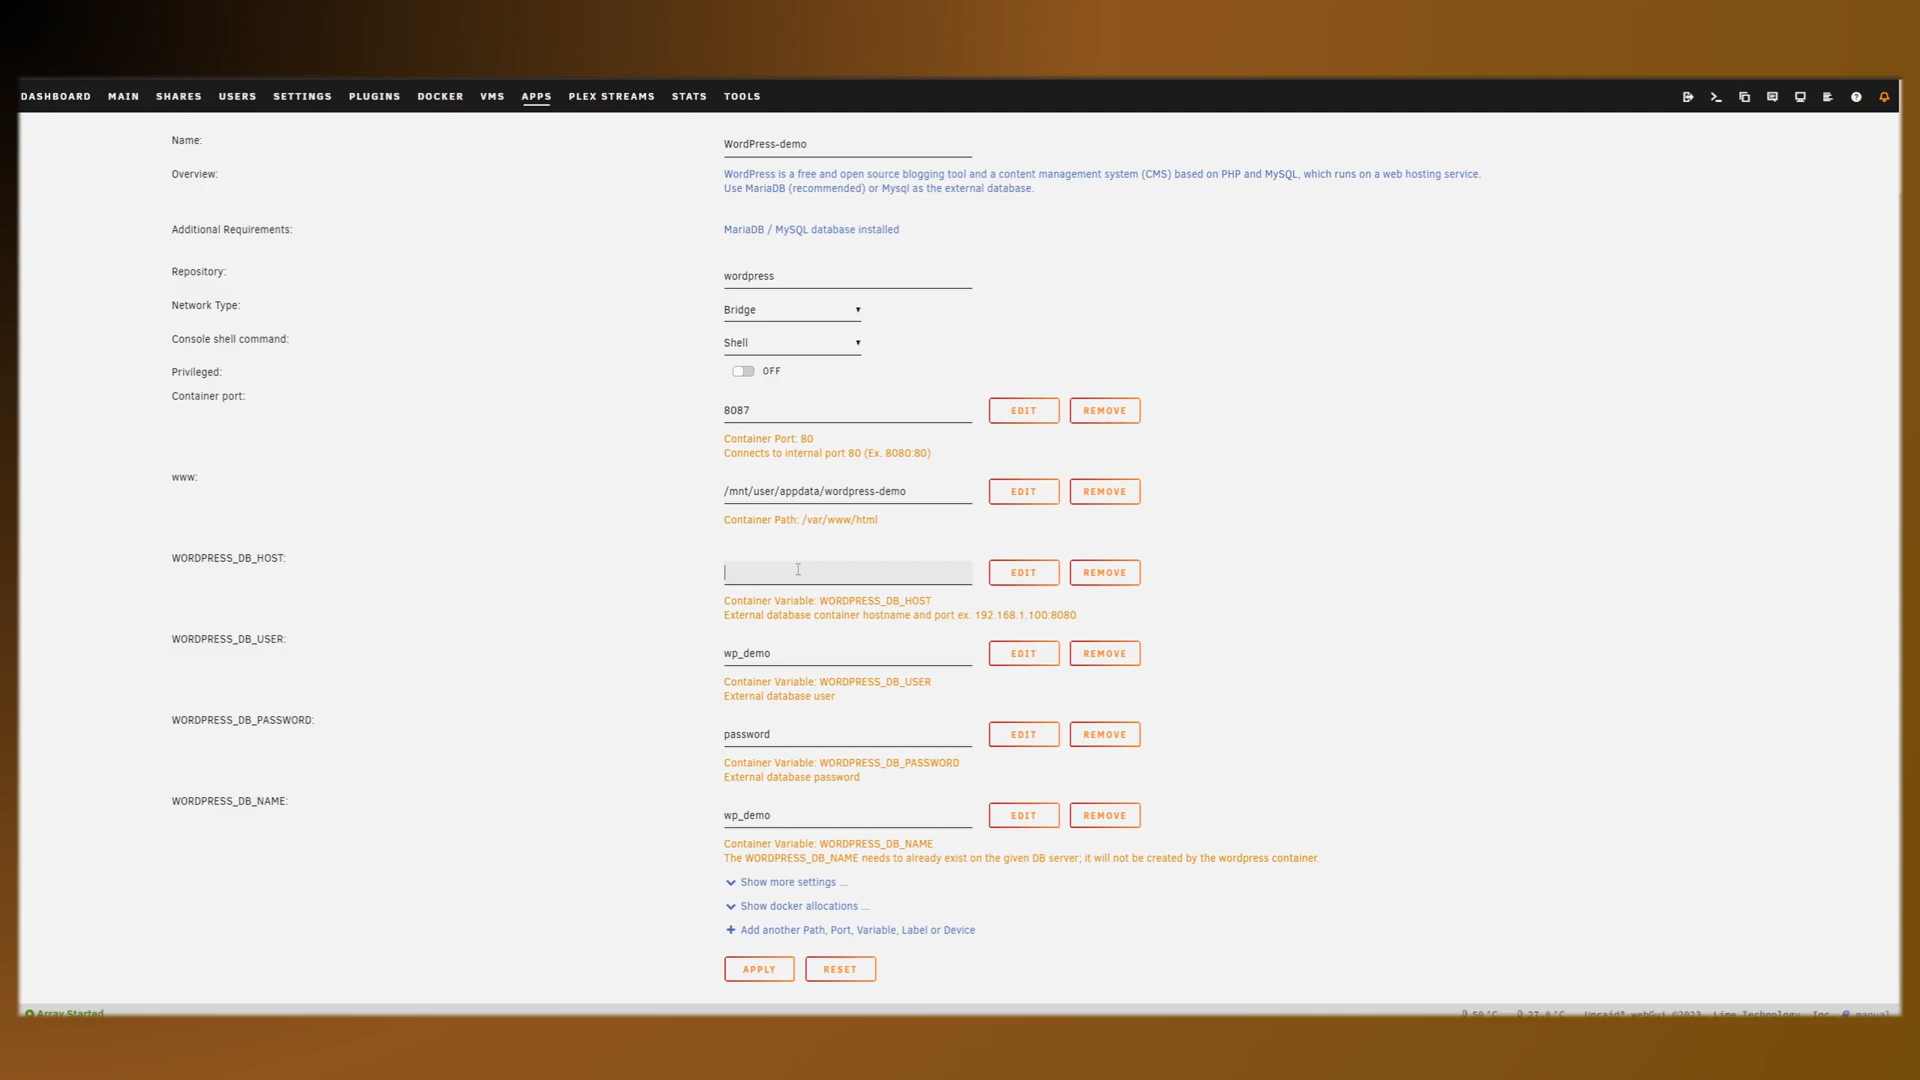 DASHBOARD MAIN SHARES USERS SETTINGS PLUGINS DOCKER VMS APPS PLEX STREAMS STATS TOOLS
Name:
WordPress-demo
Overview:
WordPress is a free and open source blogging tool and a content management system (CMS) based on PHP and MySQL, which runs on a web hosting service.
Use MariaDB (recommended) or Mysql as the external database.
Additional Requirements:
MariaDB / MySQL database installed
Repository:
wordpress
Network Type:
Bridge
Console shell command:
Shell
Privileged:
OFF
Container port:
8087 EDIT REMOVE
Container Port: 80
Connects to internal port 80 (Ex. 8080:80)
www:
/mnt/user/appdata/wordpress-demo EDIT REMOVE
Container Path: /var/www/html
WORDPRESS_DB_HOST:
EDIT REMOVE
Container Variable: WORDPRESS_DB_HOST
External database container hostname and port ex. 192.168.1.100:8080
WORDPRESS_DB_USER:
wp_demo EDIT REMOVE
Container Variable: WORDPRESS_DB_USER
External database user
WORDPRESS_DB_PASSWORD:
password EDIT REMOVE
Container Variable: WORDPRESS_DB_PASSWORD
External database password
WORDPRESS_DB_NAME:
wp_demo EDIT REMOVE
Container Variable: WORDPRESS_DB_NAME
The WORDPRESS_DB_NAME needs to already exist on the given DB server; it will not be created by the wordpress container.
Show more settings ...
Show docker allocations ...
Add another Path, Port, Variable, Label or Device
APPLY RESET
Array Started Unraid® webGui ©2023, Lime Technology, Inc. manual